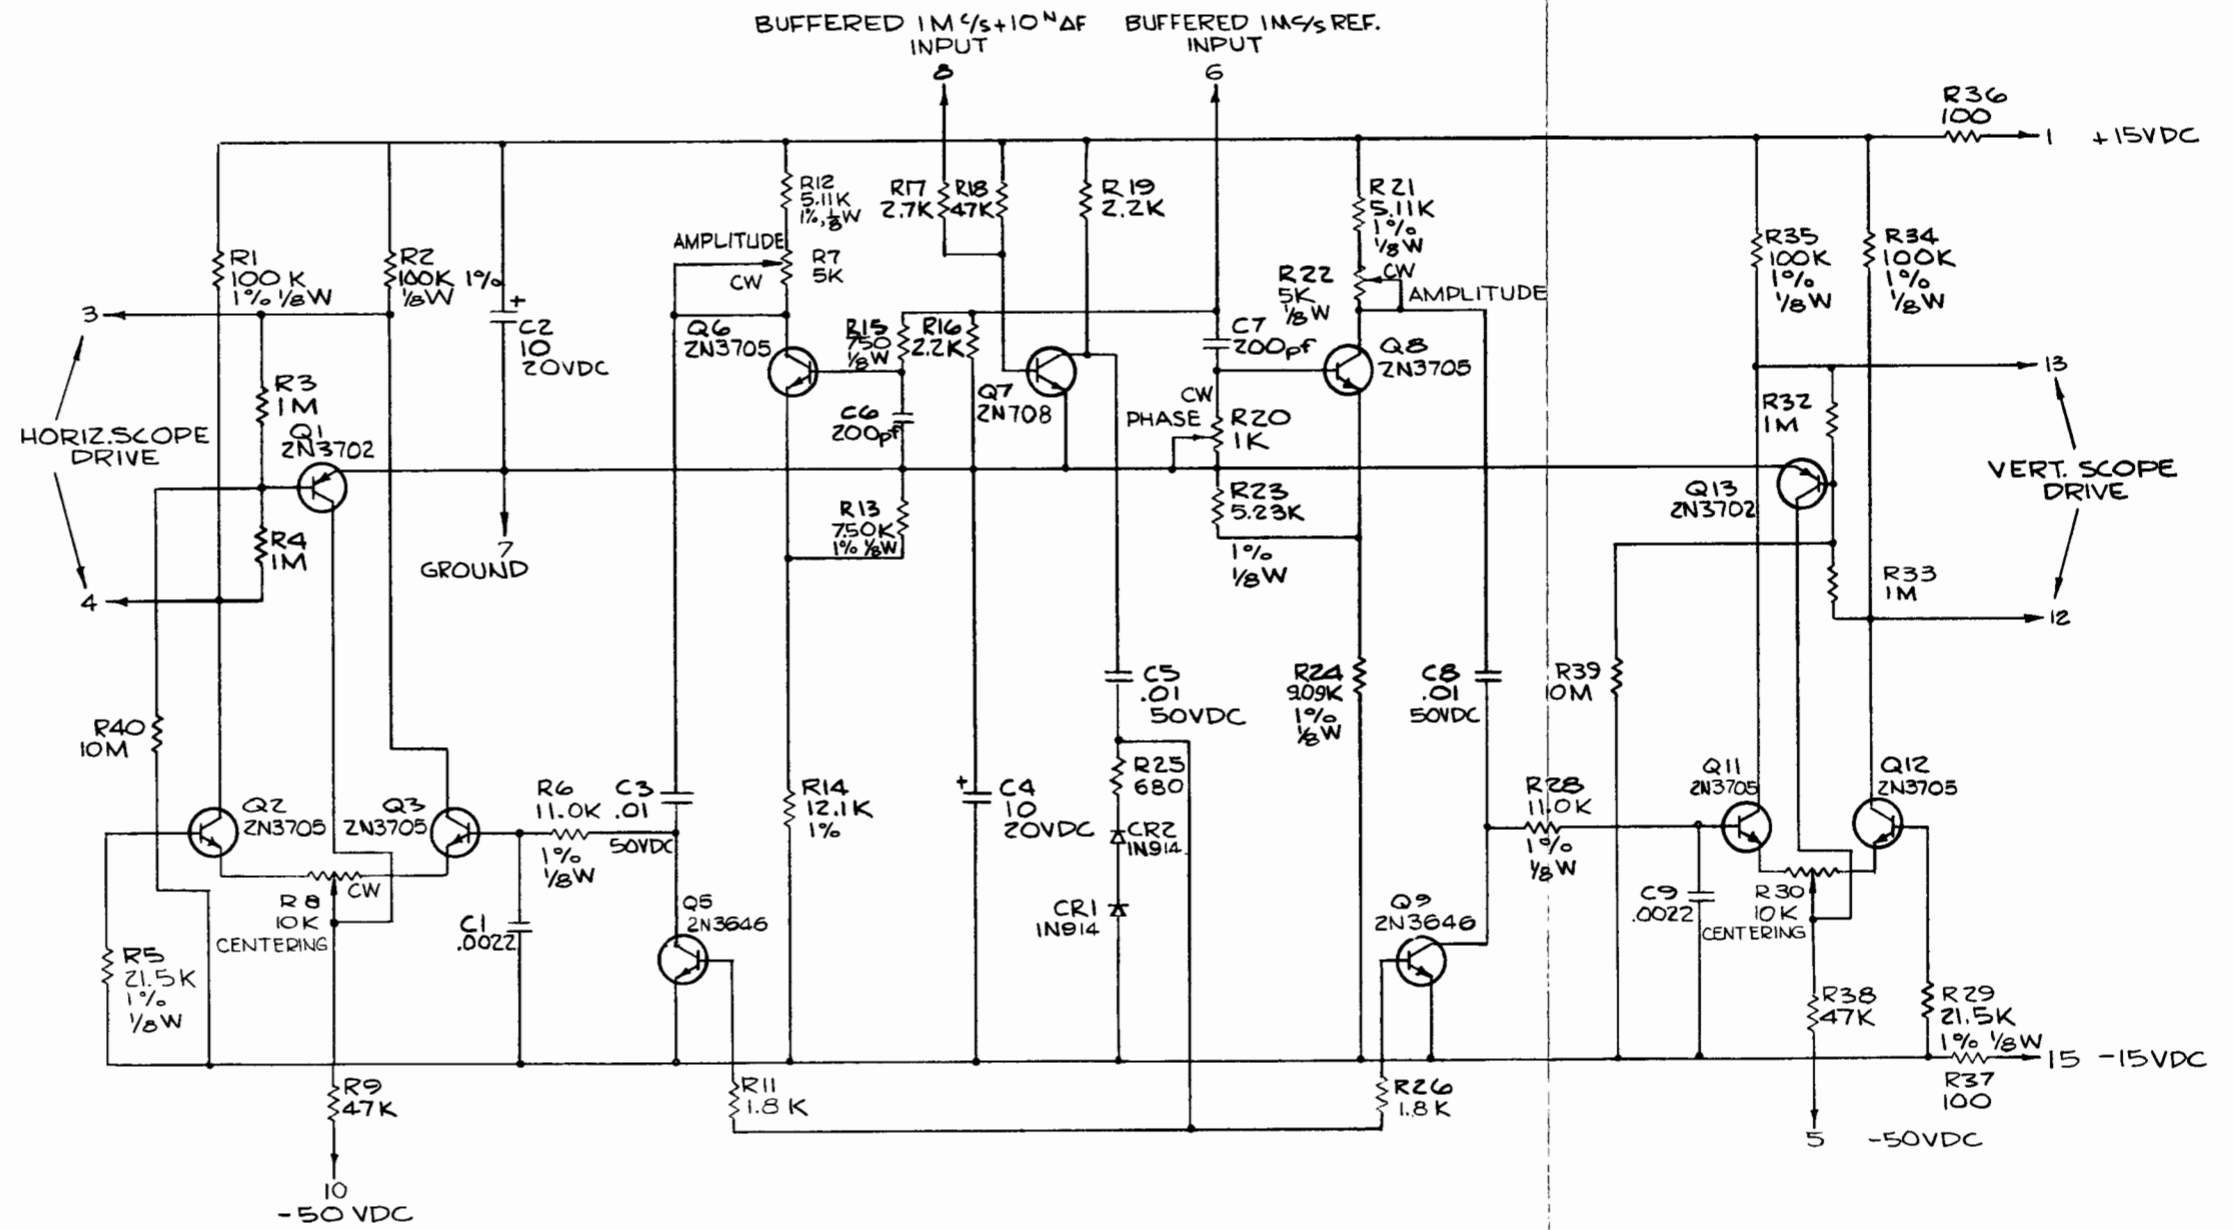 BUFFERED 1MC/S+10ᴺΔF
INPUT
8
BUFFERED 1MC/S REF.
INPUT
6
R36
100
1 +15VDC
R12
5.11K
1%, 1/8W
R17
2.7K
R18
47K
R19
2.2K
R21
5.11K
1%
1/8W
AMPLITUDE
R7
5K
CW
R1
100K
1% 1/8W
R2
100K 1%
1/8W
+
C2
10
20VDC
3
R22
5K
1/8W
CW
AMPLITUDE
R35
100K
1%
1/8W
R34
100K
1%
1/8W
Q6
2N3705
R15
750
1/8W
R16
2.2K
C7
200pf
Q8
2N3705
13
R3
1M
Q1
2N3702
HORIZ.SCOPE
DRIVE
C6
200pf
Q7
2N708
CW
PHASE
R20
1K
R32
1M
VERT. SCOPE
DRIVE
Q13
2N3702
R4
1M
4
7
GROUND
R13
750K
1% 1/8W
R23
5.23K
1%
1/8W
R33
1M
12
R40
10M
C5
.01
50VDC
R24
9.09K
1%
1/8W
C8
.01
50VDC
R39
0M
Q2
2N3705
Q3
2N3705
R6
11.0K
1%
1/8W
C3
.01
50VDC
R14
12.1K
1%
+
C4
10
20VDC
R25
680
CR2
1N914
CR1
1N914
R28
11.0K
1%
1/8W
Q11
2N3705
Q12
2N3705
CW
R8
10K
CENTERING
C1
.0022
Q5
2N3646
Q9
2N3646
C9
.0022
R30
10K
CENTERING
R5
21.5K
1%
1/8W
R38
47K
R29
21.5K
1% 1/8W
15 -15VDC
R37
100
R9
47K
R11
1.8K
R26
1.8K
5 -50VDC
10
-50 VDC